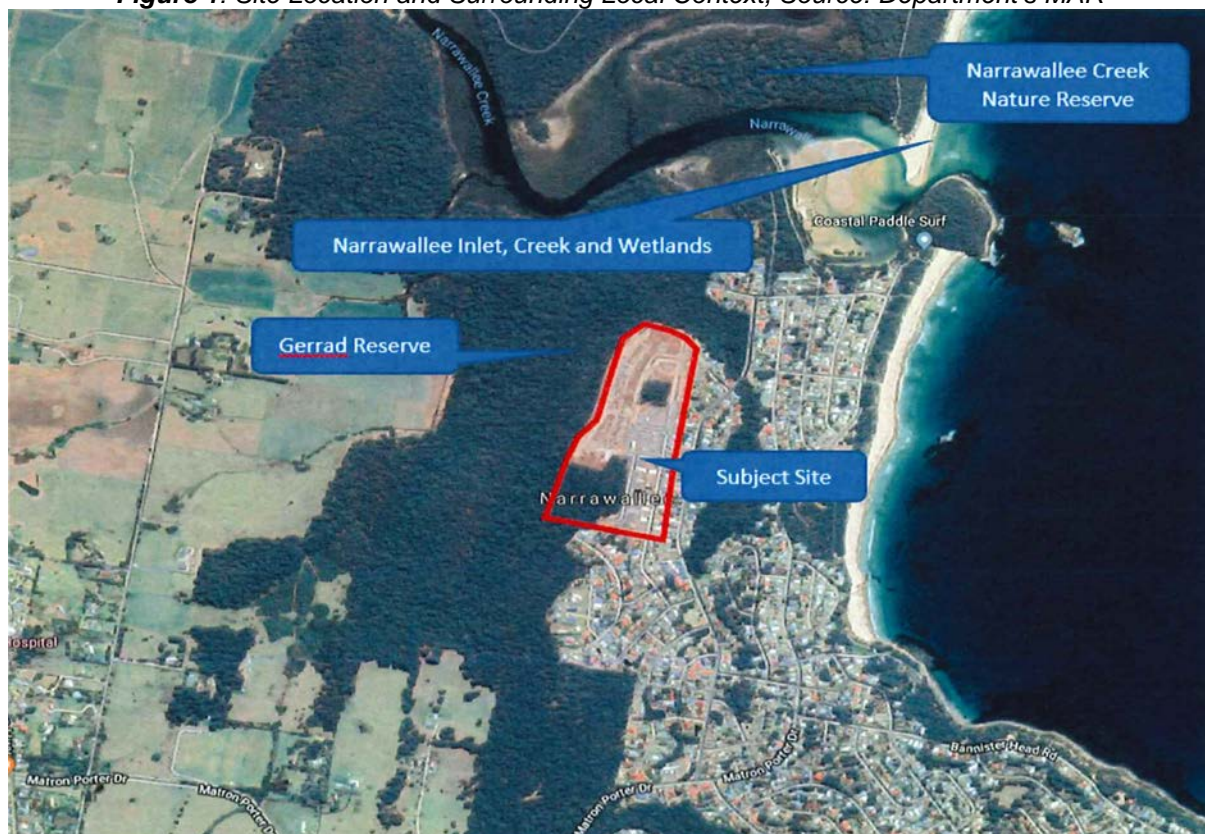 Figure 1: Site Location and Surrounding Local Context, Source: Department's MAR
Narrawallee Creek
Narrawallee Creek
Nature Reserve
Narrawallee Inlet, Creek and Wetlands
Coastal Paddle Surf
Gerrad Reserve
Subject Site
Narrawallee
Bannister Head Rd
Matron Porter Dr
Matron Porter Dr
Matron Porter Dr
Matron Porter Dr